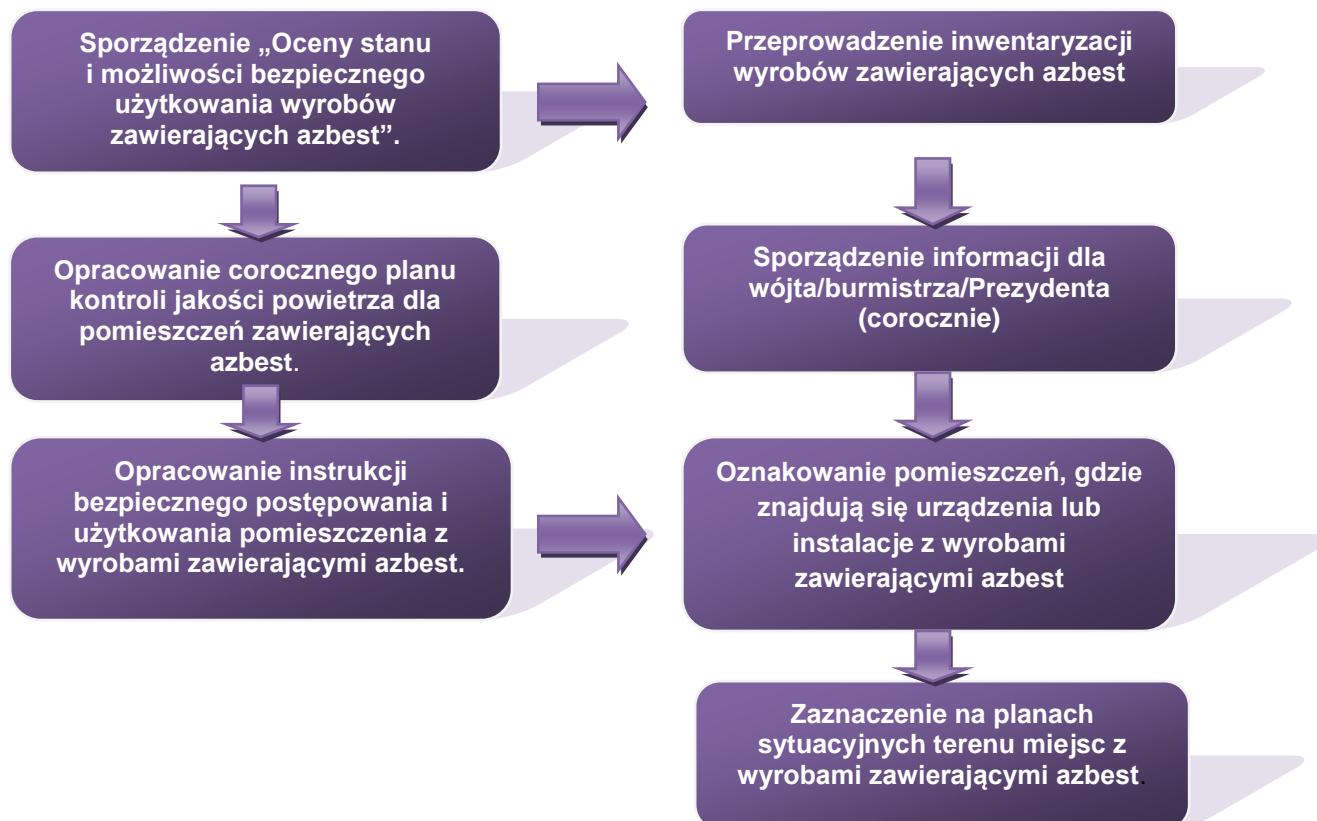 Sporządzenie „Oceny stanu
i możliwości bezpiecznego
użytkowania wyrobów
zawierających azbest”.
Przeprowadzenie inwentaryzacji
wyrobów zawierających azbest
Opracowanie corocznego planu
kontroli jakości powietrza dla
pomieszczeń zawierających
azbest.
Sporządzenie informacji dla
wójta/burmistrza/Prezydenta
(corocznie)
Opracowanie instrukcji
bezpiecznego postępowania i
użytkowania pomieszczenia z
wyrobami zawierającymi azbest.
Oznakowanie pomieszczeń, gdzie
znajdują się urządzenia lub
instalacje z wyrobami
zawierającymi azbest
Zaznaczenie na planach
sytuacyjnych terenu miejsc z
wyrobami zawierającymi azbest.